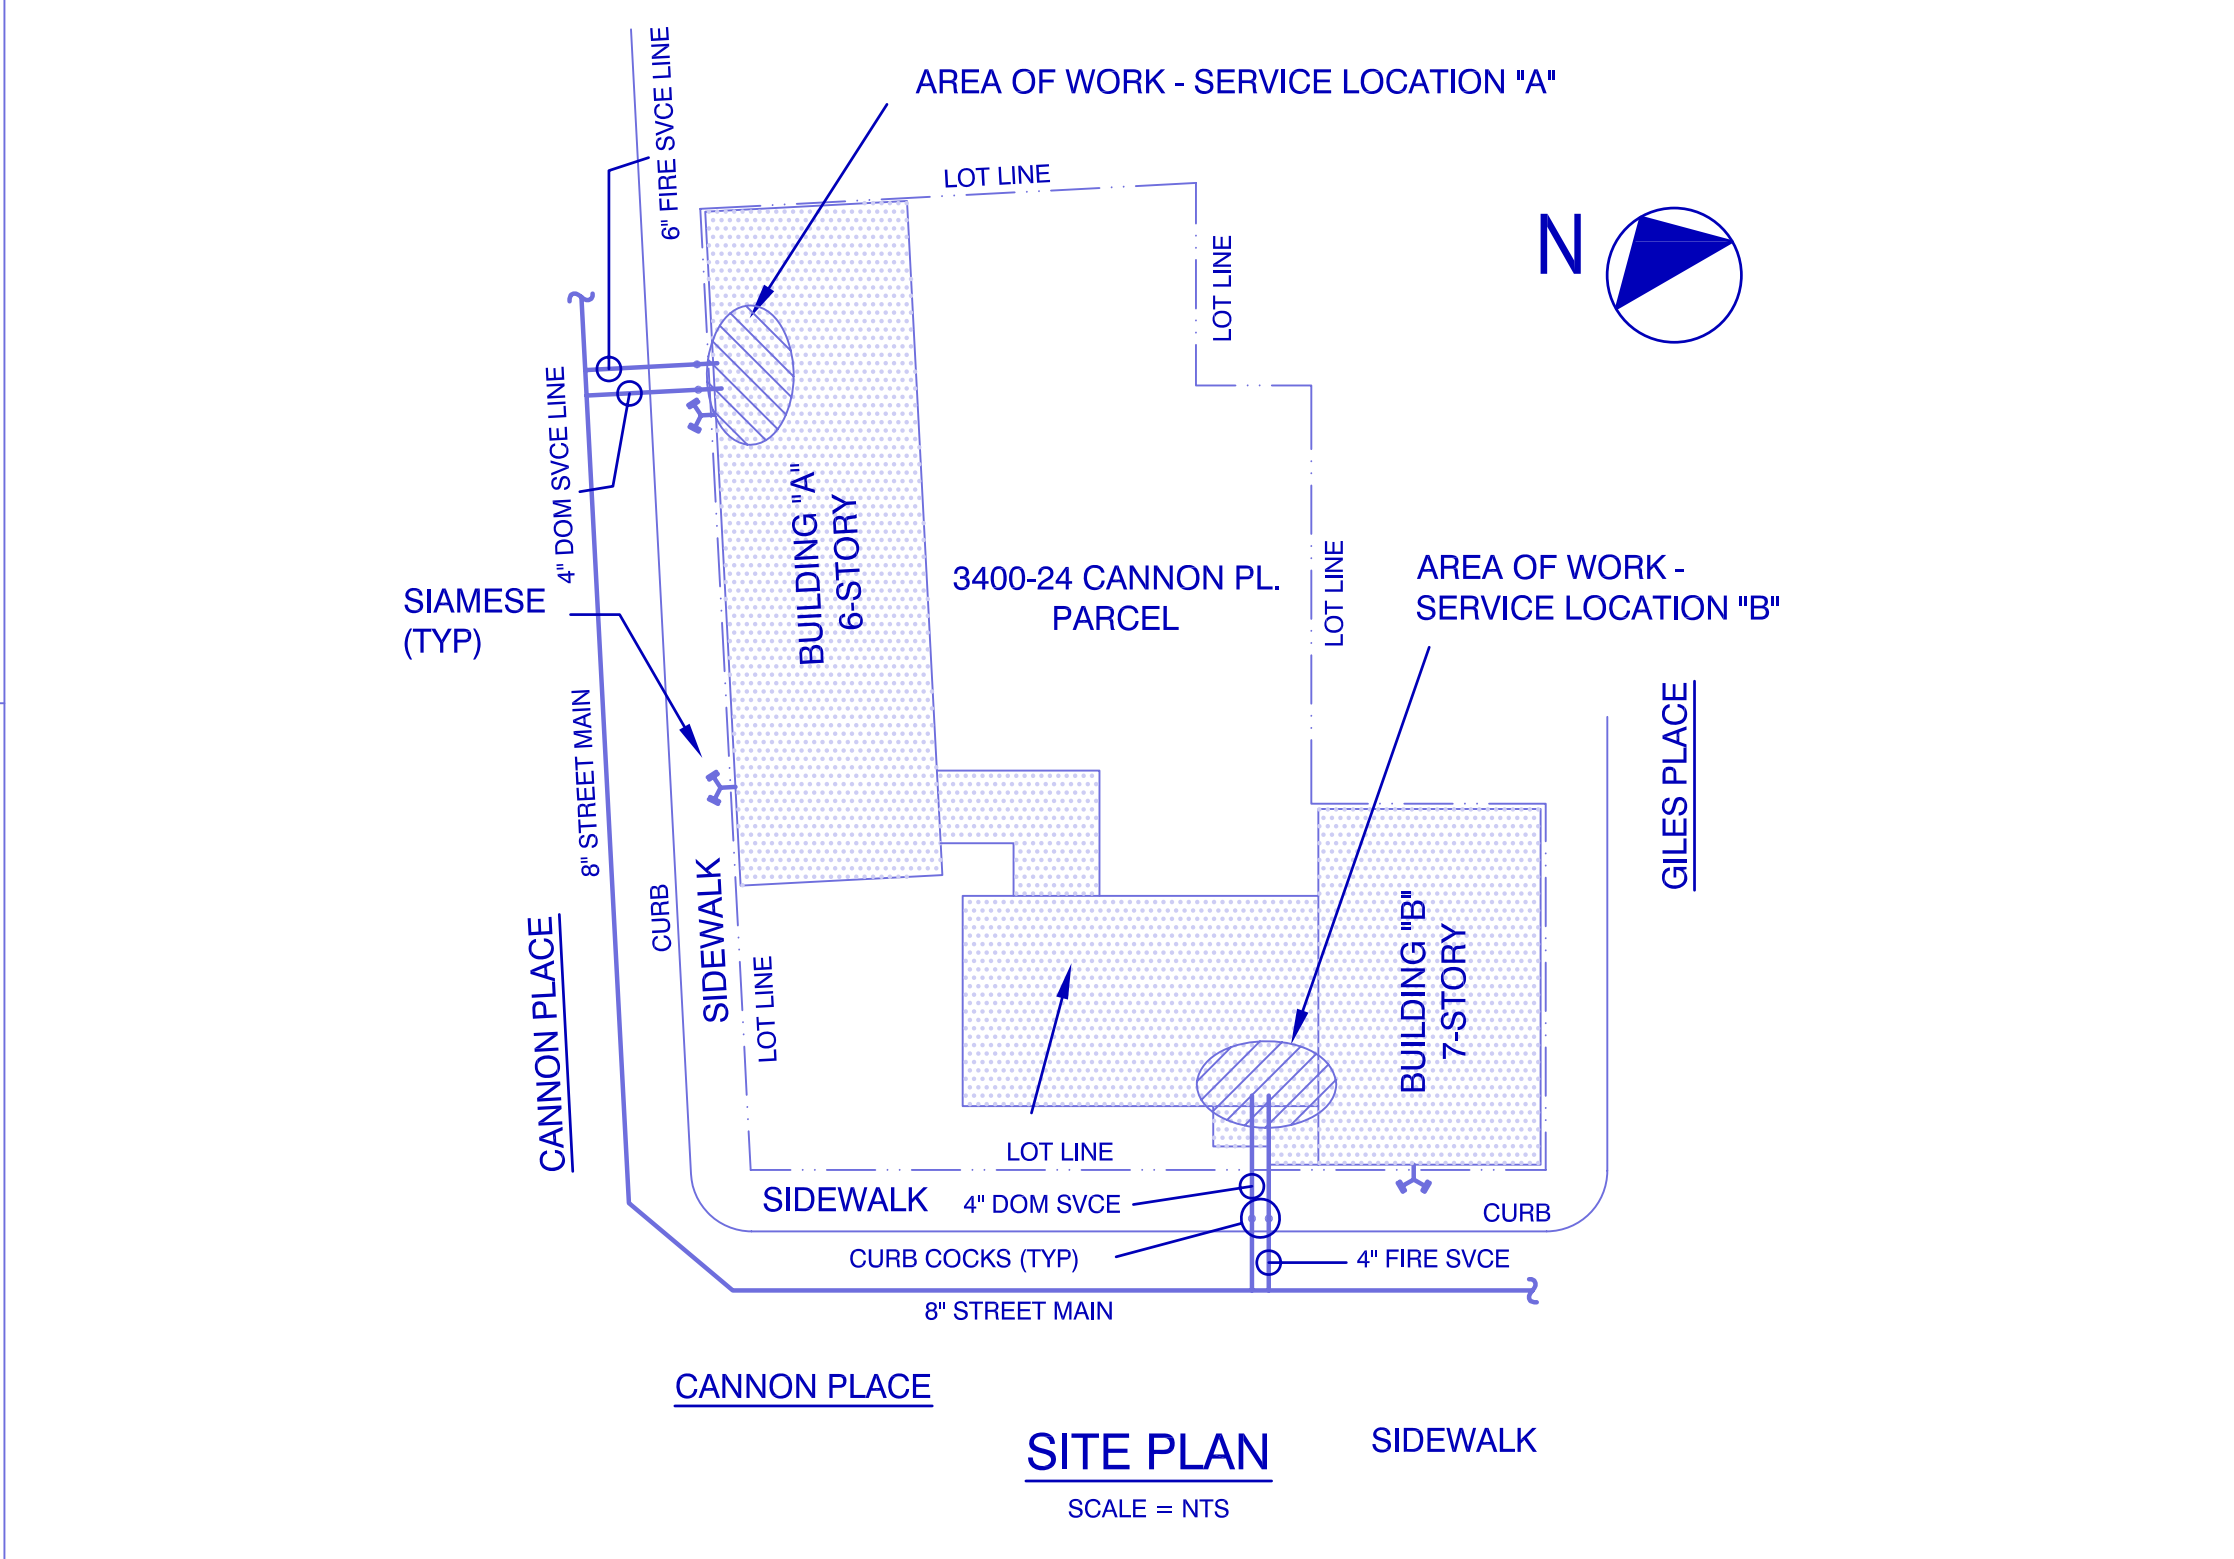 6" FIRE SVCE LINE
AREA OF WORK - SERVICE LOCATION "A"
LOT LINE
N
LOT LINE
4" DOM SVCE LINE
BUILDING "A"
6-STORY
3400-24 CANNON PL.
PARCEL
LOT LINE
AREA OF WORK -
SERVICE LOCATION "B"
SIAMESE
(TYP)
8" STREET MAIN
GILES PLACE
CURB
SIDEWALK
LOT LINE
CANNON PLACE
BUILDING "B"
7-STORY
LOT LINE
SIDEWALK
4" DOM SVCE
CURB
CURB COCKS (TYP)
4" FIRE SVCE
8" STREET MAIN
CANNON PLACE
SITE PLAN
SIDEWALK
SCALE = NTS